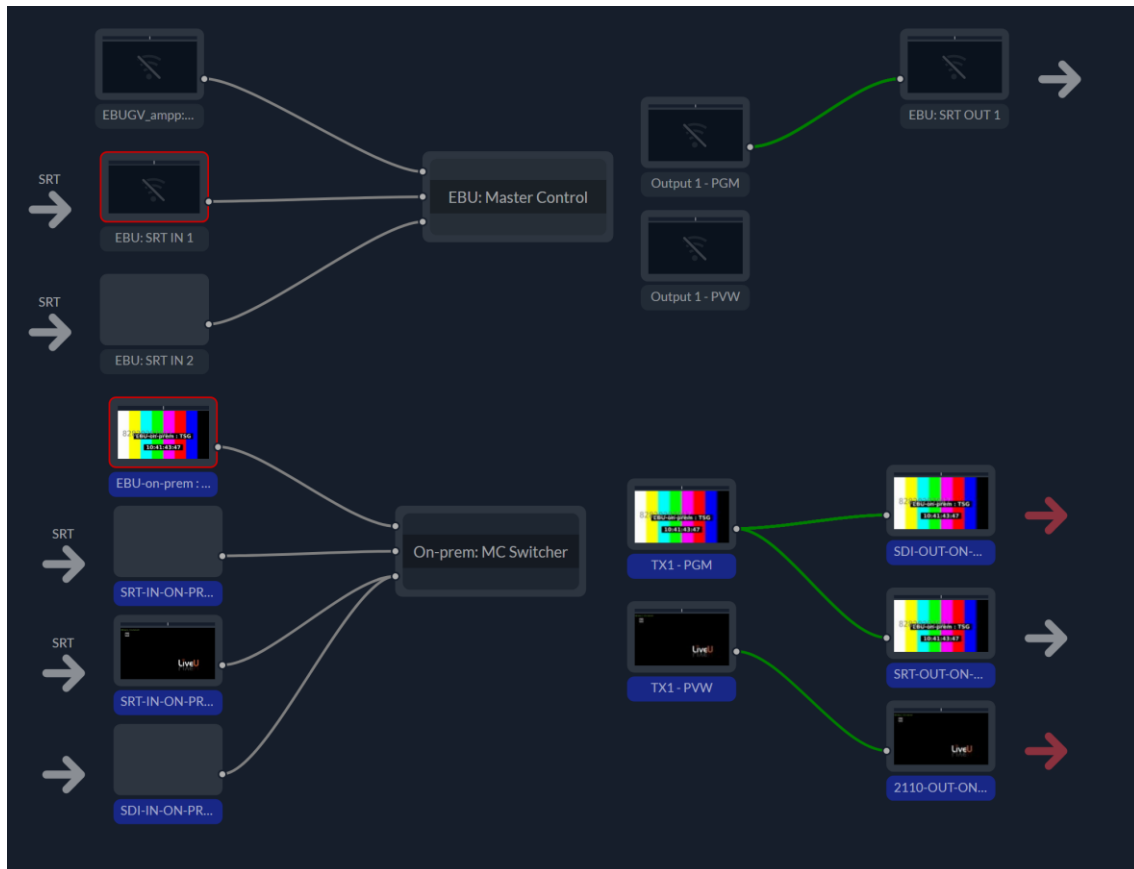 EBUGV_ampp:...
EBU: SRT OUT 1
Output 1 - PGM
SRT
EBU: Master Control
EBU: SRT IN 1
Output 1 - PVW
SRT
EBU: SRT IN 2
EBU-on-prem : TSG
10:41:43:47
EBU-on-prem : ...
SRT
On-prem: MC Switcher
EBU-on-prem : TSG
10:41:43:47
TX1 - PGM
EBU-on-prem : TSG
10:41:43:47
SDI-OUT-ON-...
SRT-IN-ON-PR...
SRT
LiveU
SRT-IN-ON-PR...
LiveU
TX1 - PVW
EBU-on-prem : TSG
10:41:43:47
SRT-OUT-ON-...
LiveU
2110-OUT-ON...
SDI-IN-ON-PR...